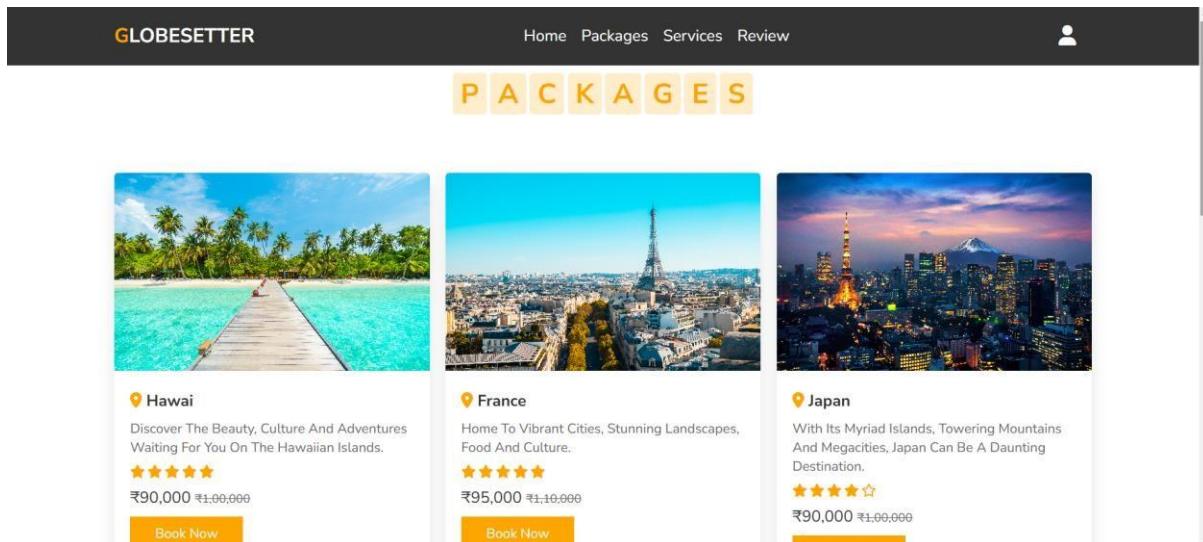 GLOBESETTER
Home Packages Services Review
PACKAGES
Hawai
Discover The Beauty, Culture And Adventures
Waiting For You On The Hawaiian Islands.
₹90,000 ₹1,00,000
Book Now
France
Home To Vibrant Cities, Stunning Landscapes,
Food And Culture.
₹95,000 ₹1,10,000
Book Now
Japan
With Its Myriad Islands, Towering Mountains
And Megacities, Japan Can Be A Daunting
Destination.
₹90,000 ₹1,00,000